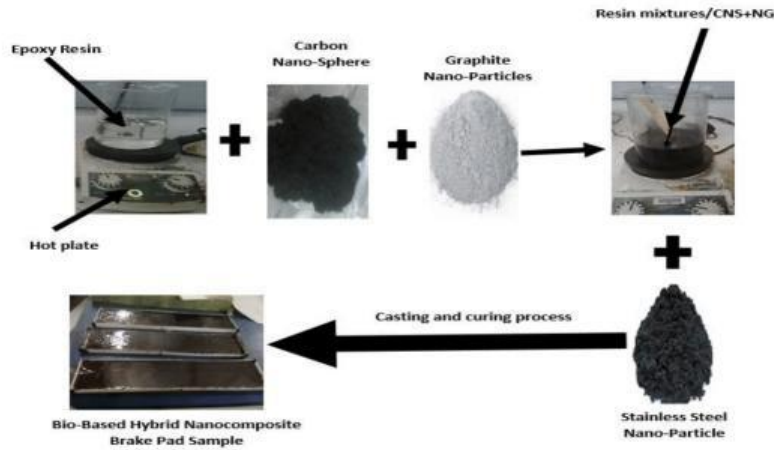 Resin mixtures/CNS+NG
Epoxy Resin
Carbon
Nano-Sphere
Graphite
Nano-Particles
Hot plate
Casting and curing process
Bio-Based Hybrid Nanocomposite
Brake Pad Sample
Stainless Steel
Nano-Particle